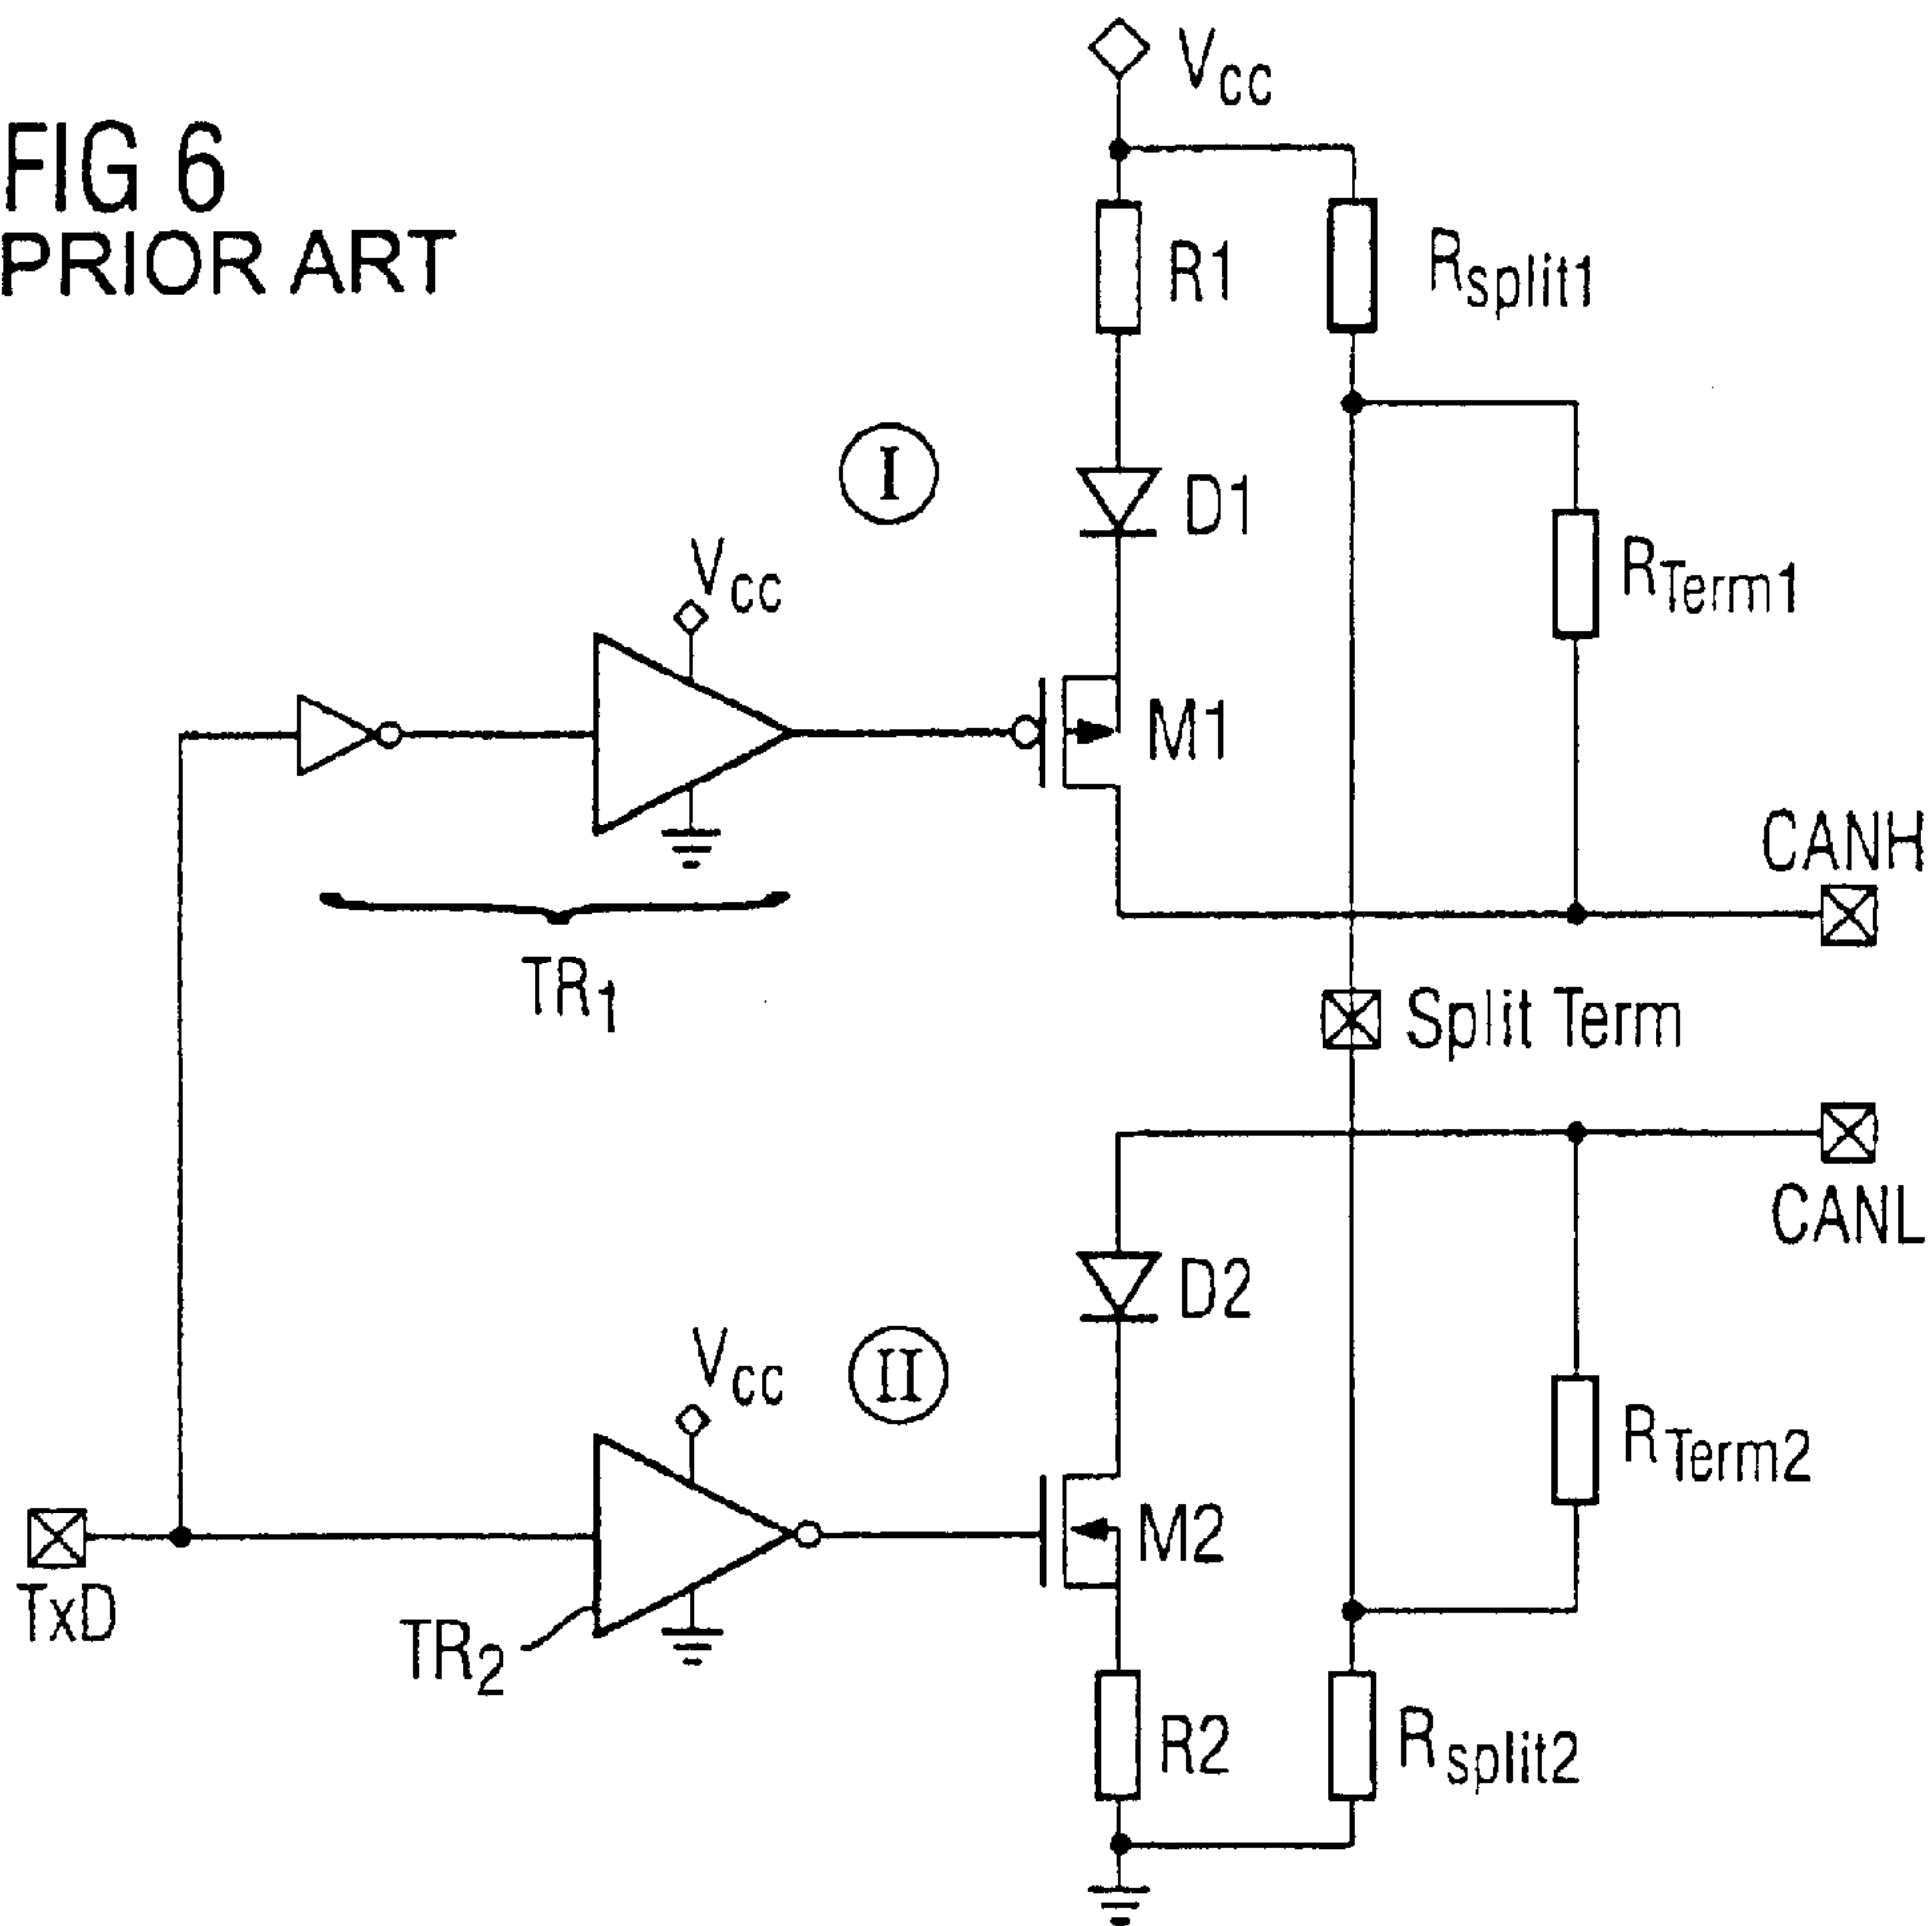 FIG 6
PRIOR ART
VCC
R1
Rsplit1
I
D1
VCC
RTerm1
M1
CANH
TR1
Split Term
CANL
D2
VCC
II
RTerm2
M2
TxD
TR2
R2
Rsplit2